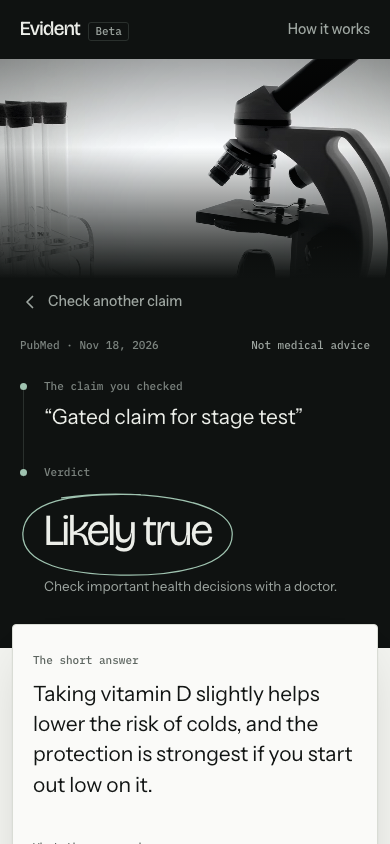 Evident Beta
How it works
Check another claim
PubMed · Nov 18, 2026
Not medical advice
The claim you checked
“Gated claim for stage test”
Verdict
Likely true
Check important health decisions with a doctor.
The short answer
Taking vitamin D slightly helps
lower the risk of colds, and the
protection is strongest if you start
out low on it.